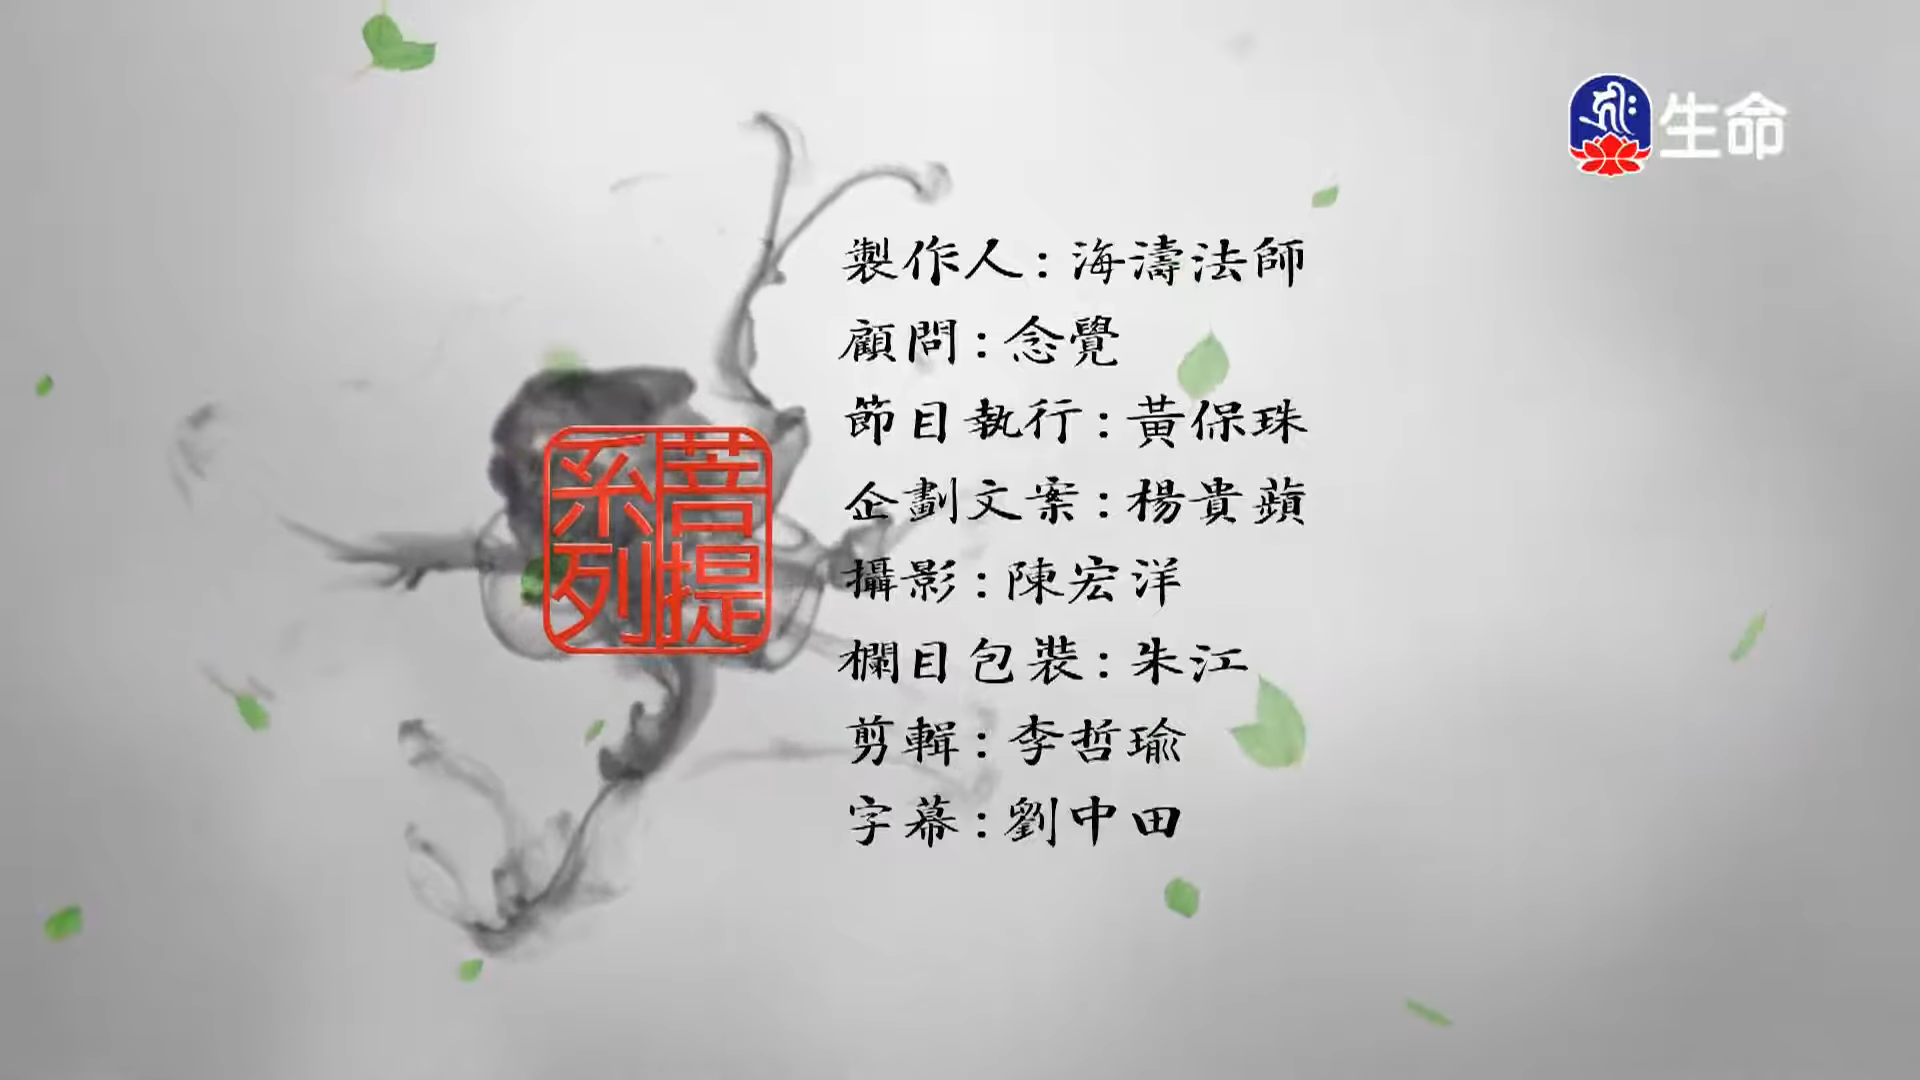 生命
製作人:海濤法師
顧問:念覺
節目執行:黃保珠
企劃文案:楊貴蘋
攝影:陳宏洋
欄目包裝:朱江
剪輯:李哲瑜
字幕:劉中田
菩提
系列